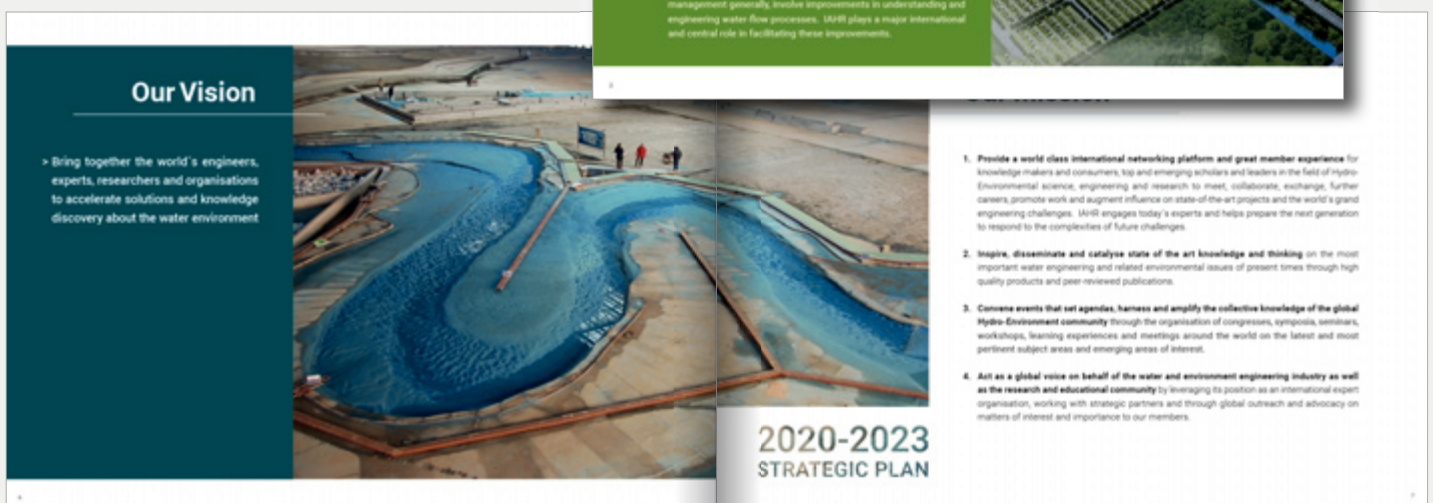 management generally, involve improvements in understanding and
engineering water-flow processes. IAHR plays a major international
and central role in facilitating these improvements.
Our Vision
> Bring together the world´s engineers,
experts, researchers and organisations
to accelerate solutions and knowledge
discovery about the water environment
1. Provide a world class international networking platform and great member experience for
knowledge makers and consumers, top and emerging scholars and leaders in the field of Hydro-
Environmental science, engineering and research to meet, collaborate, exchange, further
careers, promote work and augment influence on state-of-the-art projects and the world´s grand
engineering challenges. IAHR engages today´s experts and helps prepare the next generation
to respond to the complexities of future challenges.
2. Inspire, disseminate and catalyse state of the art knowledge and thinking on the most
important water engineering and related environmental issues of present times through high
quality products and peer-reviewed publications.
3. Convene events that set agendas, harness and amplify the collective knowledge of the global
Hydro-Environment community through the organisation of congresses, symposia, seminars,
workshops, learning experiences and meetings around the world on the latest and most
pertinent subject areas and emerging areas of interest.
4. Act as a global voice on behalf of the water and environment engineering industry as well
as the research and educational community by leveraging its position as an international expert
organisation, working with strategic partners and through global outreach and advocacy on
matters of interest and importance to our members.
2020-2023
STRATEGIC PLAN